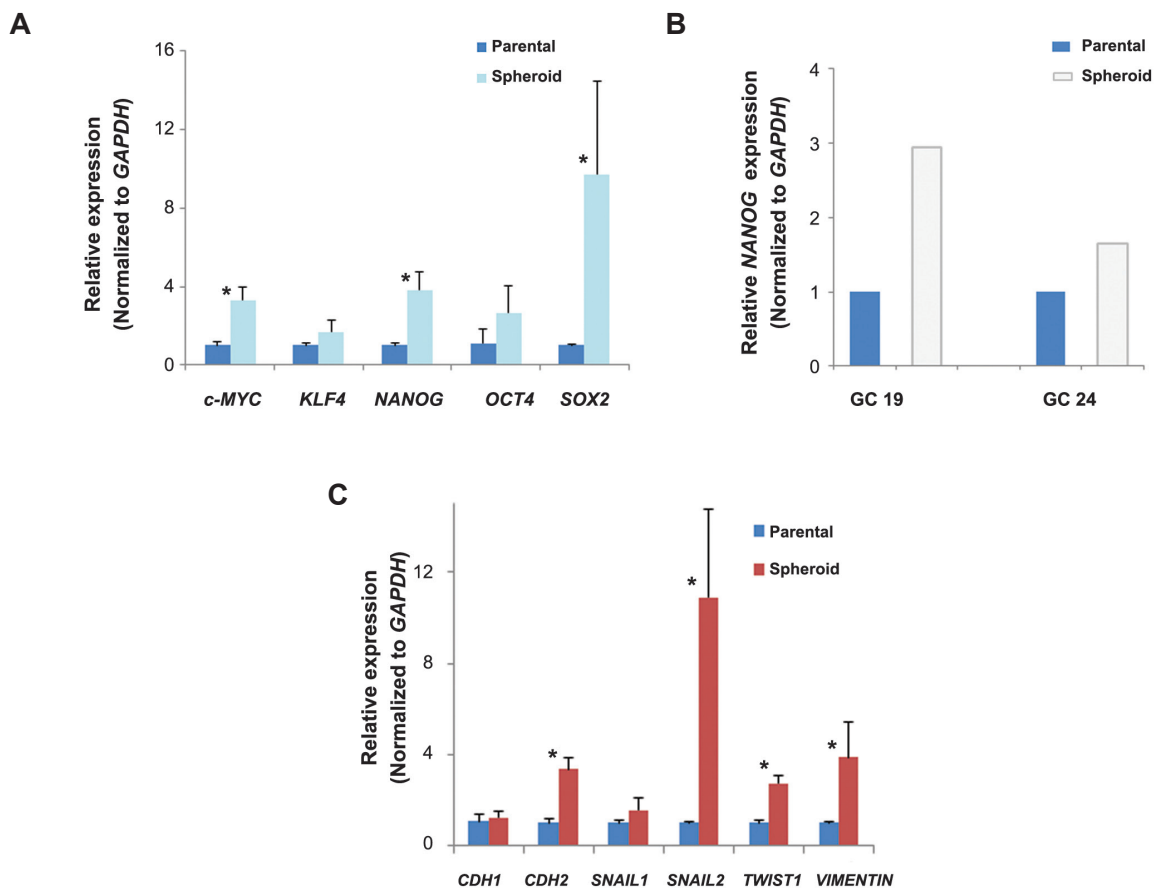 A
Relative expression
(Normalized to GAPDH)
16
12
8
4
0
Parental
Spheroid
*
*
*
c-MYC KLF4 NANOG OCT4 SOX2
B
Relative NANOG expression
(Normalized to GAPDH)
4
3
2
1
0
Parental
Spheroid
GC 19 GC 24
C
Relative expression
(Normalized to GAPDH)
12
8
4
0
Parental
Spheroid
*
*
*
*
CDH1 CDH2 SNAIL1 SNAIL2 TWIST1 VIMENTIN